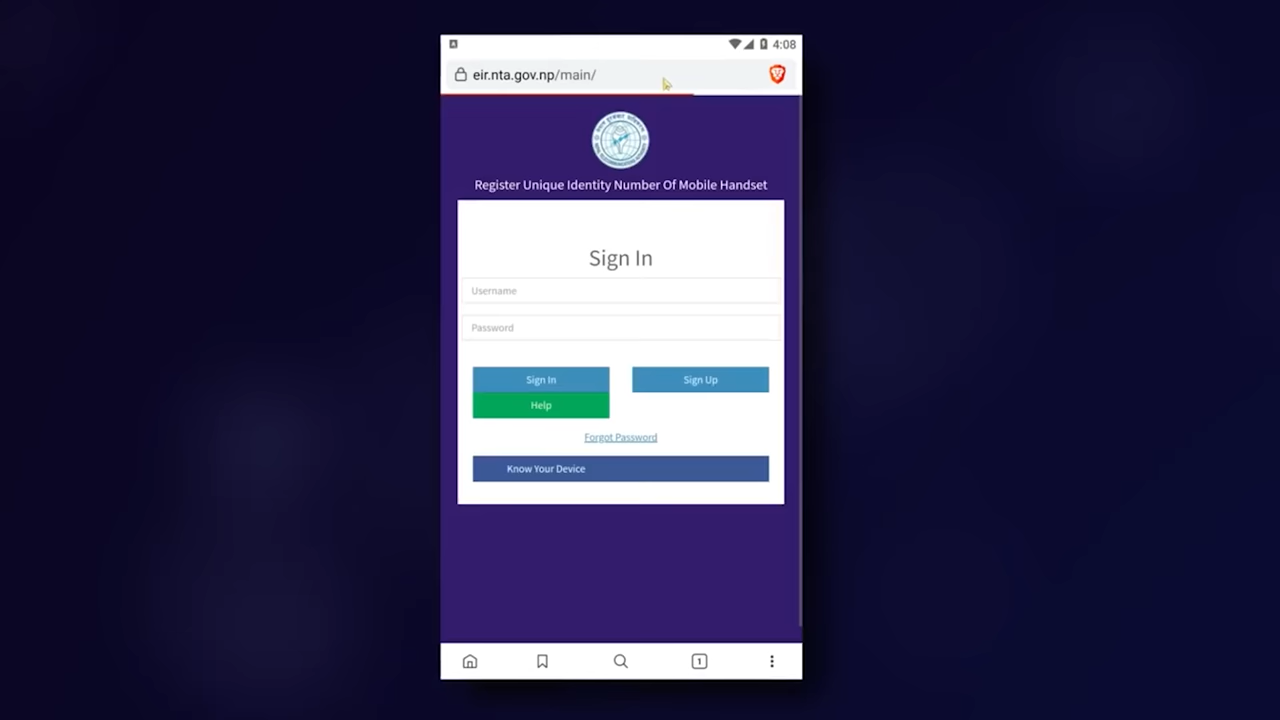 4:08
eir.nta.gov.np/main/
Register Unique Identity Number Of Mobile Handset
Sign In
Username
Password
Sign In
Sign Up
Help
Forgot Password
Know Your Device
1